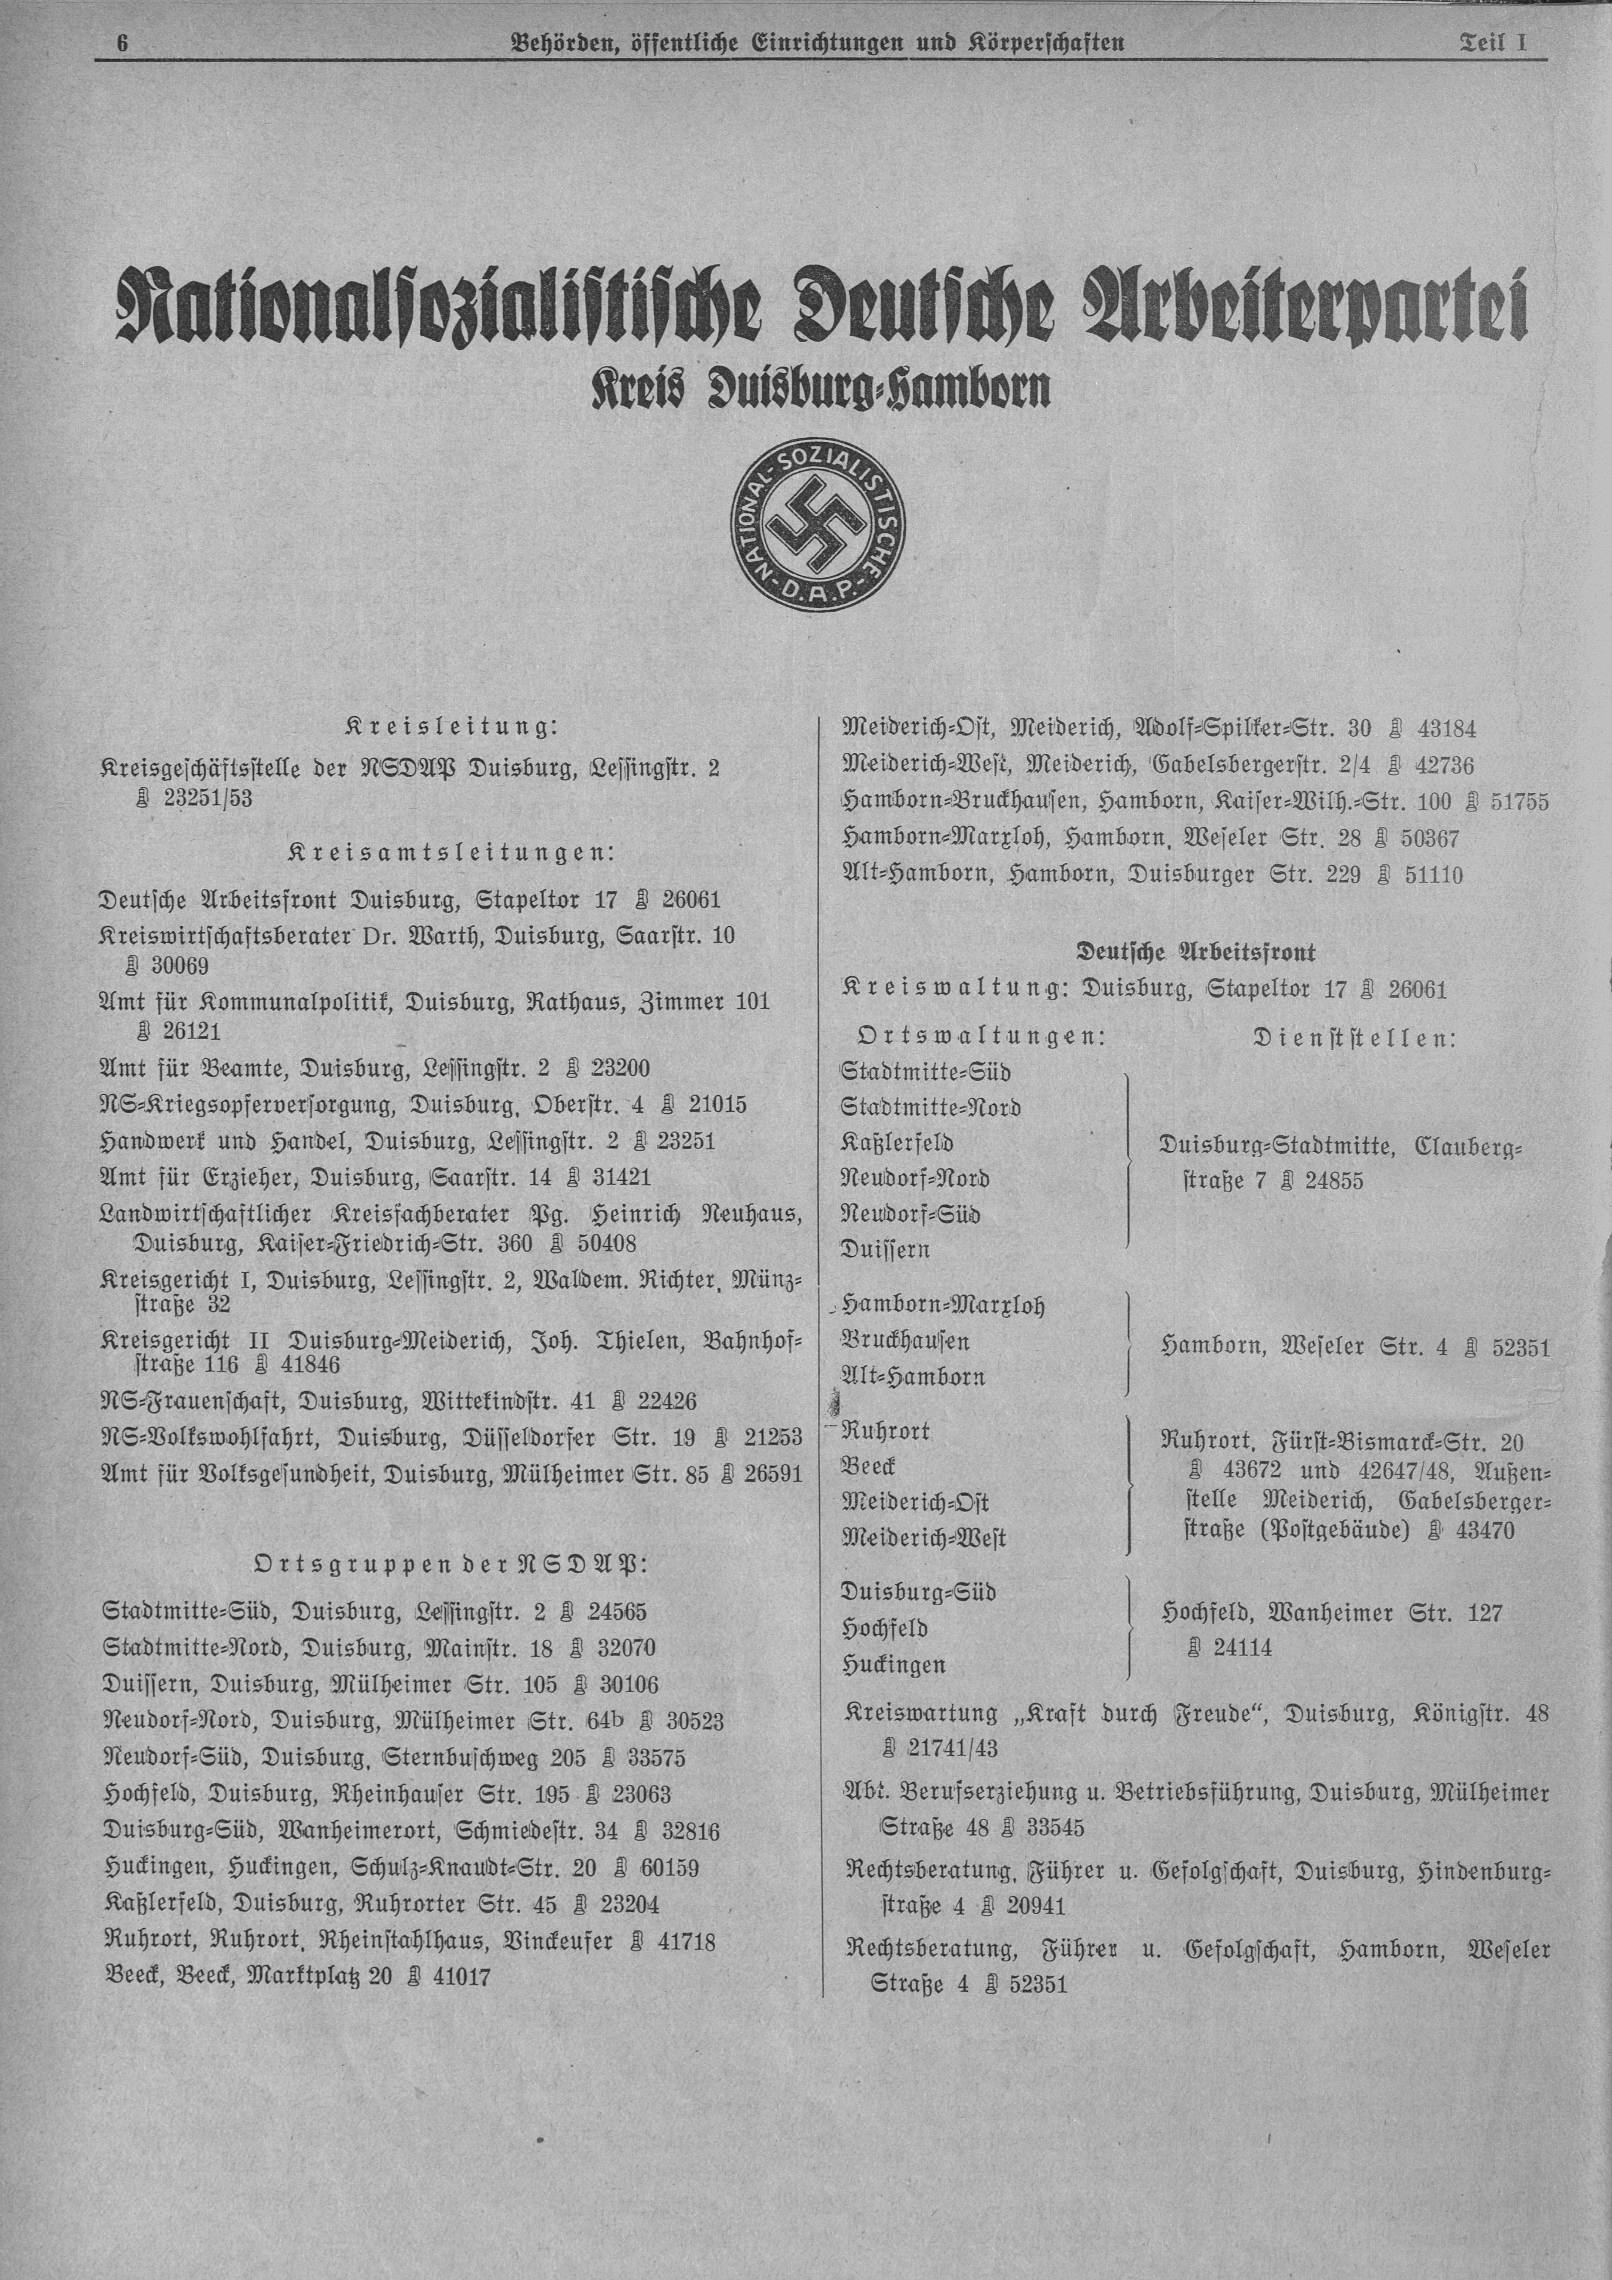 6
Behörden, öffentliche Einrichtungen und Körperschaften
Teil I
Nationalsozialistische Deutsche Arbeiterpartei
Kreis Duisburg=Hamborn
NATIONAL-SOZIALISTISCHE-
D.A.P.-
Kreisleitung:
Kreisgeschäftsstelle der NSDAP Duisburg, Lessingstr. 2
23251/53
Kreisamtsleitungen:
Deutsche Arbeitsfront Duisburg, Stapeltor 17 26061
Kreiswirtschaftsberater Dr. Warth, Duisburg, Saarstr. 10
30069
Amt für Kommunalpolitik, Duisburg, Rathaus, Zimmer 101
26121
Amt für Beamte, Duisburg, Lessingstr. 2 23200
NS=Kriegsopferversorgung, Duisburg, Oberstr. 4 21015
Handwerk und Handel, Duisburg, Lessingstr. 2 23251
Amt für Erzieher, Duisburg, Saarstr. 14 31421
Landwirtschaftlicher Kreisfachberater Pg. Heinrich Neuhaus,
Duisburg, Kaiser=Friedrich=Str. 360 50408
Kreisgericht I, Duisburg, Lessingstr. 2, Waldem. Richter, Münz=
straße 32
Kreisgericht II Duisburg=Meiderich, Joh. Thielen, Bahnhof=
straße 116 41846
NS=Frauenschaft, Duisburg, Wittekindstr. 41 22426
NS=Volkswohlfahrt, Duisburg, Düsseldorfer Str. 19 21253
Amt für Volksgesundheit, Duisburg, Mülheimer Str. 85 26591
Ortsgruppen der NSDAP:
Stadtmitte=Süd, Duisburg, Lessingstr. 2 24565
Stadtmitte=Nord, Duisburg, Mainstr. 18 32070
Duissern, Duisburg, Mülheimer Str. 105 30106
Neudorf=Nord, Duisburg, Mülheimer Str. 64b 30523
Neudorf=Süd, Duisburg, Sternbuschweg 205 33575
Hochfeld, Duisburg, Rheinhauser Str. 195 23063
Duisburg=Süd, Wanheimerort, Schmiedestr. 34 32816
Huckingen, Huckingen, Schulz=Knaudt=Str. 20 60159
Kaßlerfeld, Duisburg, Ruhrorter Str. 45 23204
Ruhrort, Ruhrort, Rheinstahlhaus, Vinckeufer 41718
Beeck, Beeck, Marktplatz 20 41017
Meiderich=Ost, Meiderich, Adolf=Spilker=Str. 30 43184
Meiderich=West, Meiderich, Gabelsbergerstr. 2/4 42736
Hamborn=Bruckhausen, Hamborn, Kaiser=Wilh.=Str. 100 51755
Hamborn=Marxloh, Hamborn, Weseler Str. 28 50367
Alt=Hamborn, Hamborn, Duisburger Str. 229 51110
Deutsche Arbeitsfront
Kreiswaltung: Duisburg, Stapeltor 17 26061
Ortswaltungen:
Dienststellen:
Stadtmitte=Süd
Stadtmitte=Nord
Kaßlerfeld
Neudorf=Nord
Neudorf=Süd
Duissern
Duisburg=Stadtmitte, Clauberg=
straße 7 24855
Hamborn=Marxloh
Bruckhausen
Alt=Hamborn
Hamborn, Weseler Str. 4 52351
Ruhrort
Beeck
Meiderich=Ost
Meiderich=West
Ruhrort, Fürst=Bismarck=Str. 20
43672 und 42647/48, Außen=
stelle Meiderich, Gabelsberger=
straße (Postgebäude) 43470
Duisburg=Süd
Hochfeld
Huckingen
Hochfeld, Wanheimer Str. 127
24114
Kreiswartung „Kraft durch Freude“, Duisburg, Königstr. 48
21741/43
Abt. Berufserziehung u. Betriebsführung, Duisburg, Mülheimer
Straße 48 33545
Rechtsberatung, Führer u. Gefolgschaft, Duisburg, Hindenburg=
straße 4 20941
Rechtsberatung, Führer u. Gefolgschaft, Hamborn, Weseler
Straße 4 52351